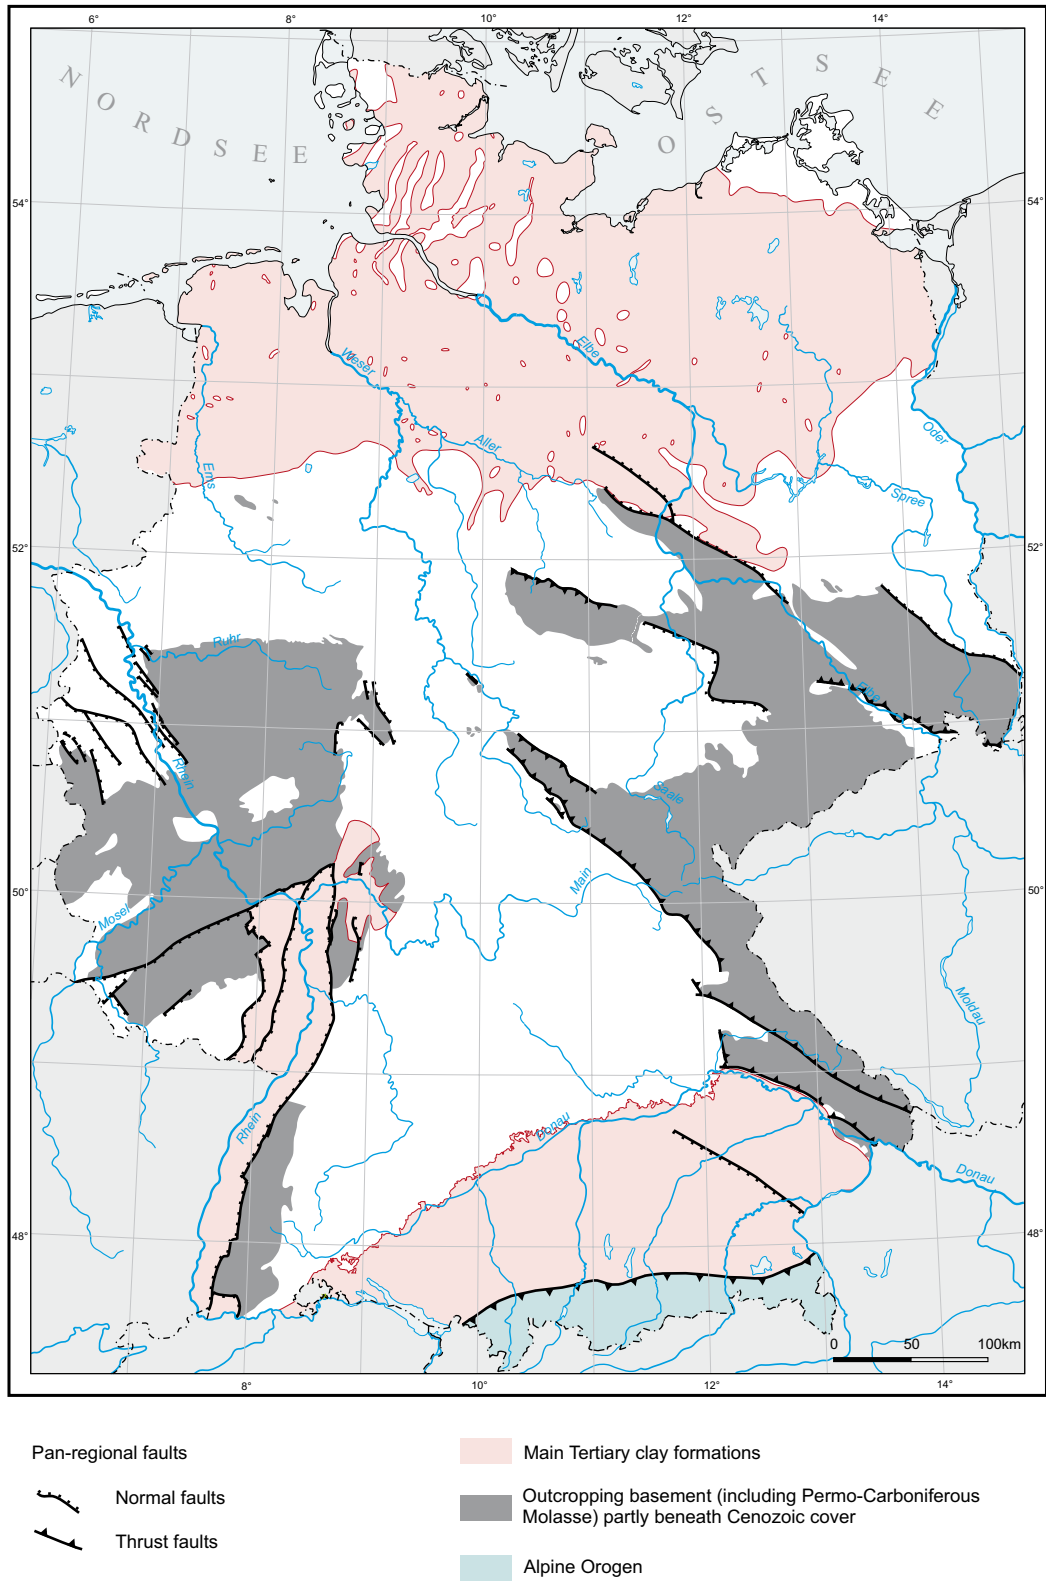 6° 8° 10° 12° 14°
NORDSEE
OSTSEE
54° 54°
Elbe
Weser
Aller
Oder
Ems
Spree
52° 52°
Ruhr
Elbe
Rhein
Saale
Main
50° 50°
Mosel
Moldau
Rhein
Donau
Donau
48° 48°
0 50 100km
8° 10° 12° 14°
Pan-regional faults
Normal faults
Thrust faults
Main Tertiary clay formations
Outcropping basement (including Permo-Carboniferous
Molasse) partly beneath Cenozoic cover
Alpine Orogen